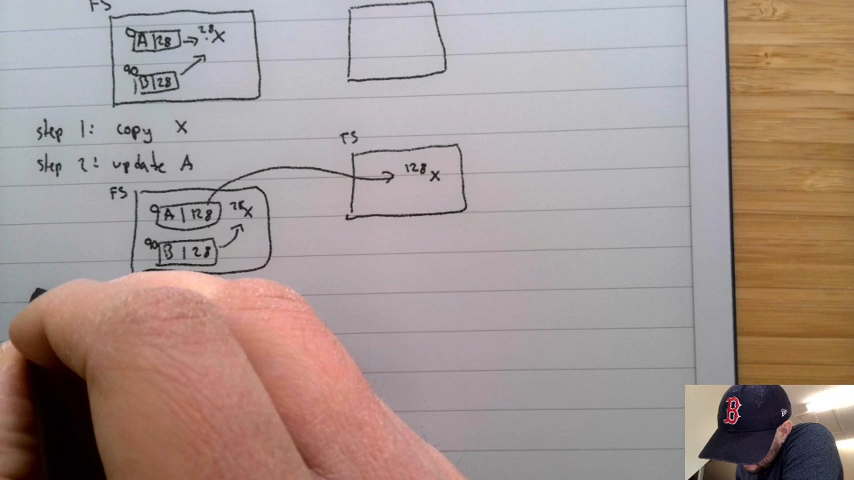 FS
9 A | 28 → 28 X
90 B | 28
step 1: copy X
step 2: update A
FS
TS
9 A | 128 28 X
128 X
90 B | 28
B